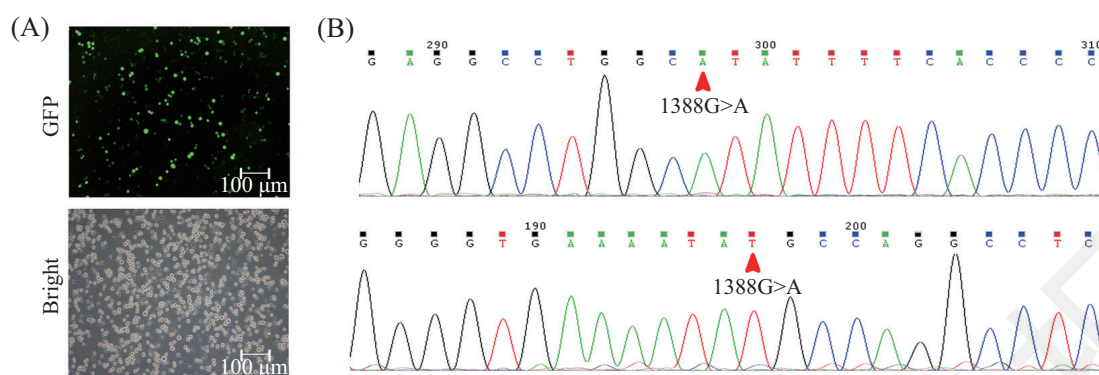 (A)
GFP
100 μm
Bright
100 μm
(B)
290 300 310
G A G G C C T G G C A T A T T T T C A C C C C
1388G>A
190 200
G G G G T G A A A A T A T G C C A G G C C T C
1388G>A